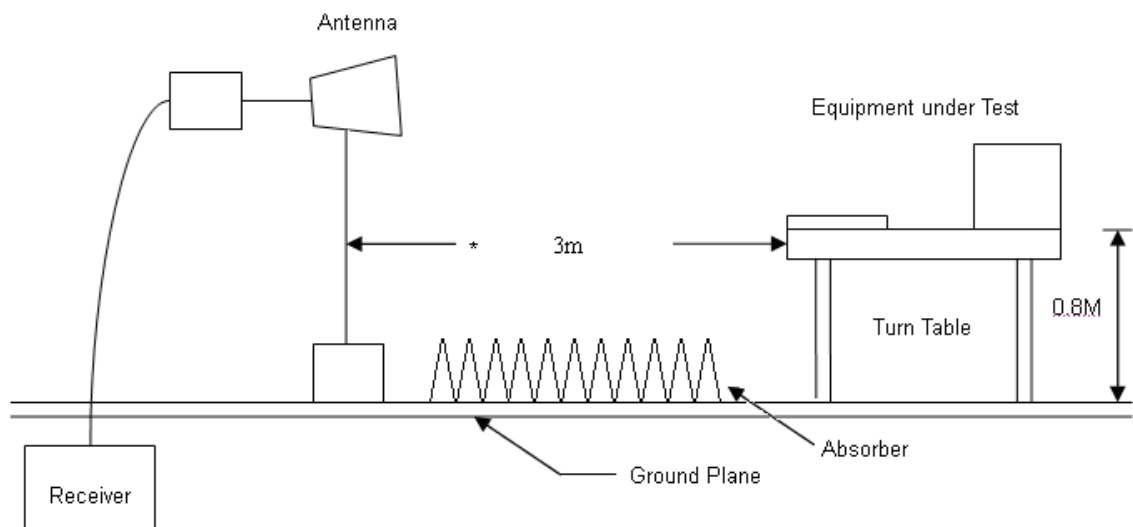 Antenna
Equipment under Test
* 3m
0.8M
Turn Table
Absorber
Ground Plane
Receiver